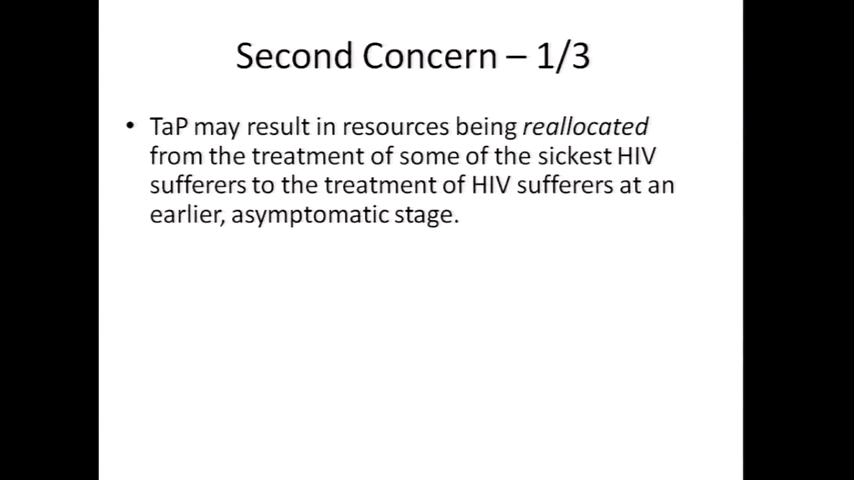 Second Concern – 1/3
• TaP may result in resources being reallocated
from the treatment of some of the sickest HIV
sufferers to the treatment of HIV sufferers at an
earlier, asymptomatic stage.